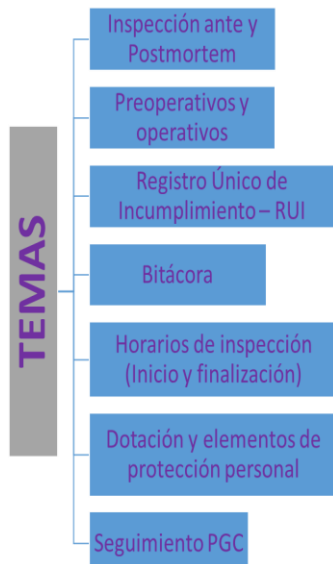 TEMAS
Inspección ante y
Postmortem
Preoperativos y
operativos
Registro Único de
Incumplimiento – RUI
Bitácora
Horarios de inspección
(Inicio y finalización)
Dotación y elementos de
protección personal
Seguimiento PGC